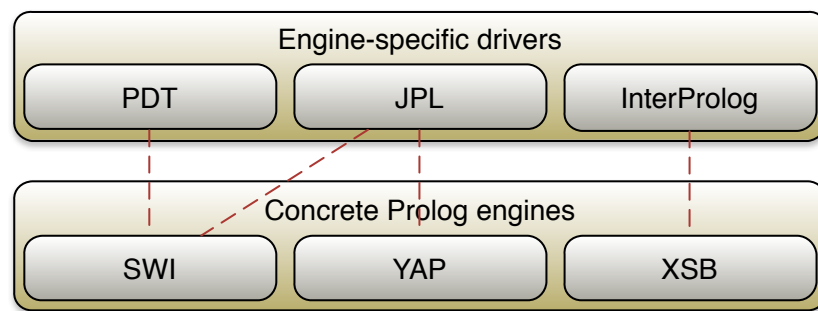 Engine-specific drivers
PDT JPL InterProlog
Concrete Prolog engines
SWI YAP XSB